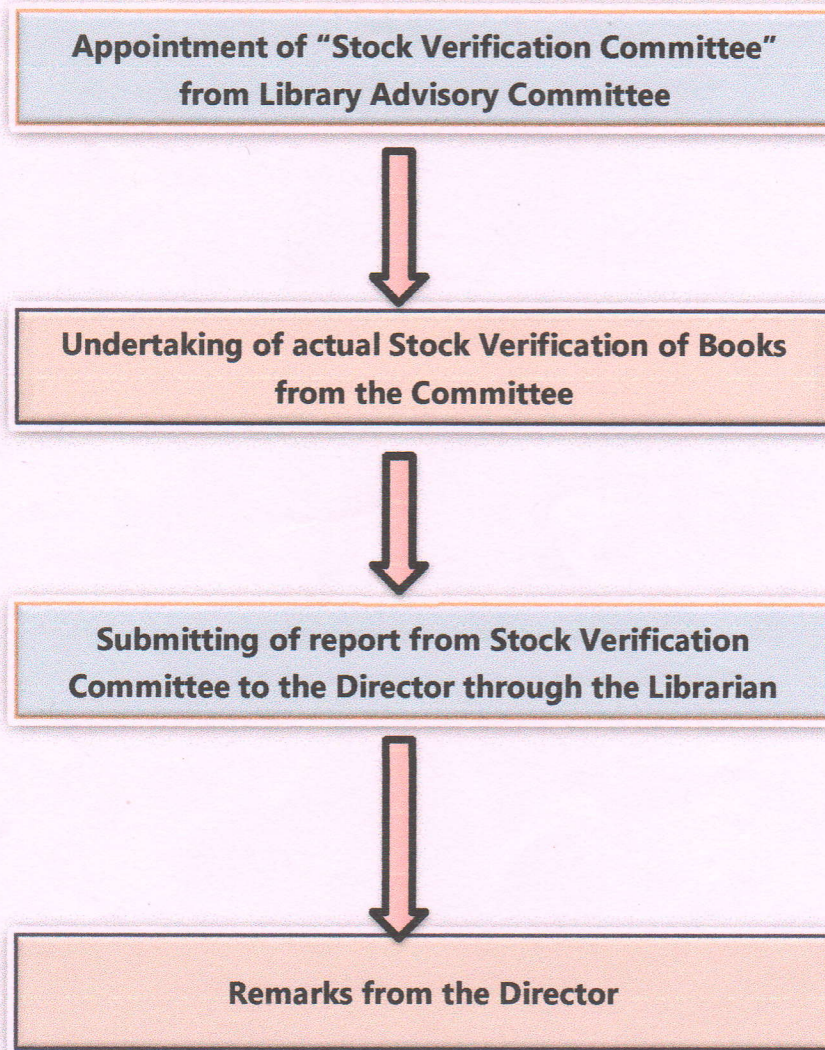 Appointment of “Stock Verification Committee”
from Library Advisory Committee
Undertaking of actual Stock Verification of Books
from the Committee
Submitting of report from Stock Verification
Committee to the Director through the Librarian
Remarks from the Director